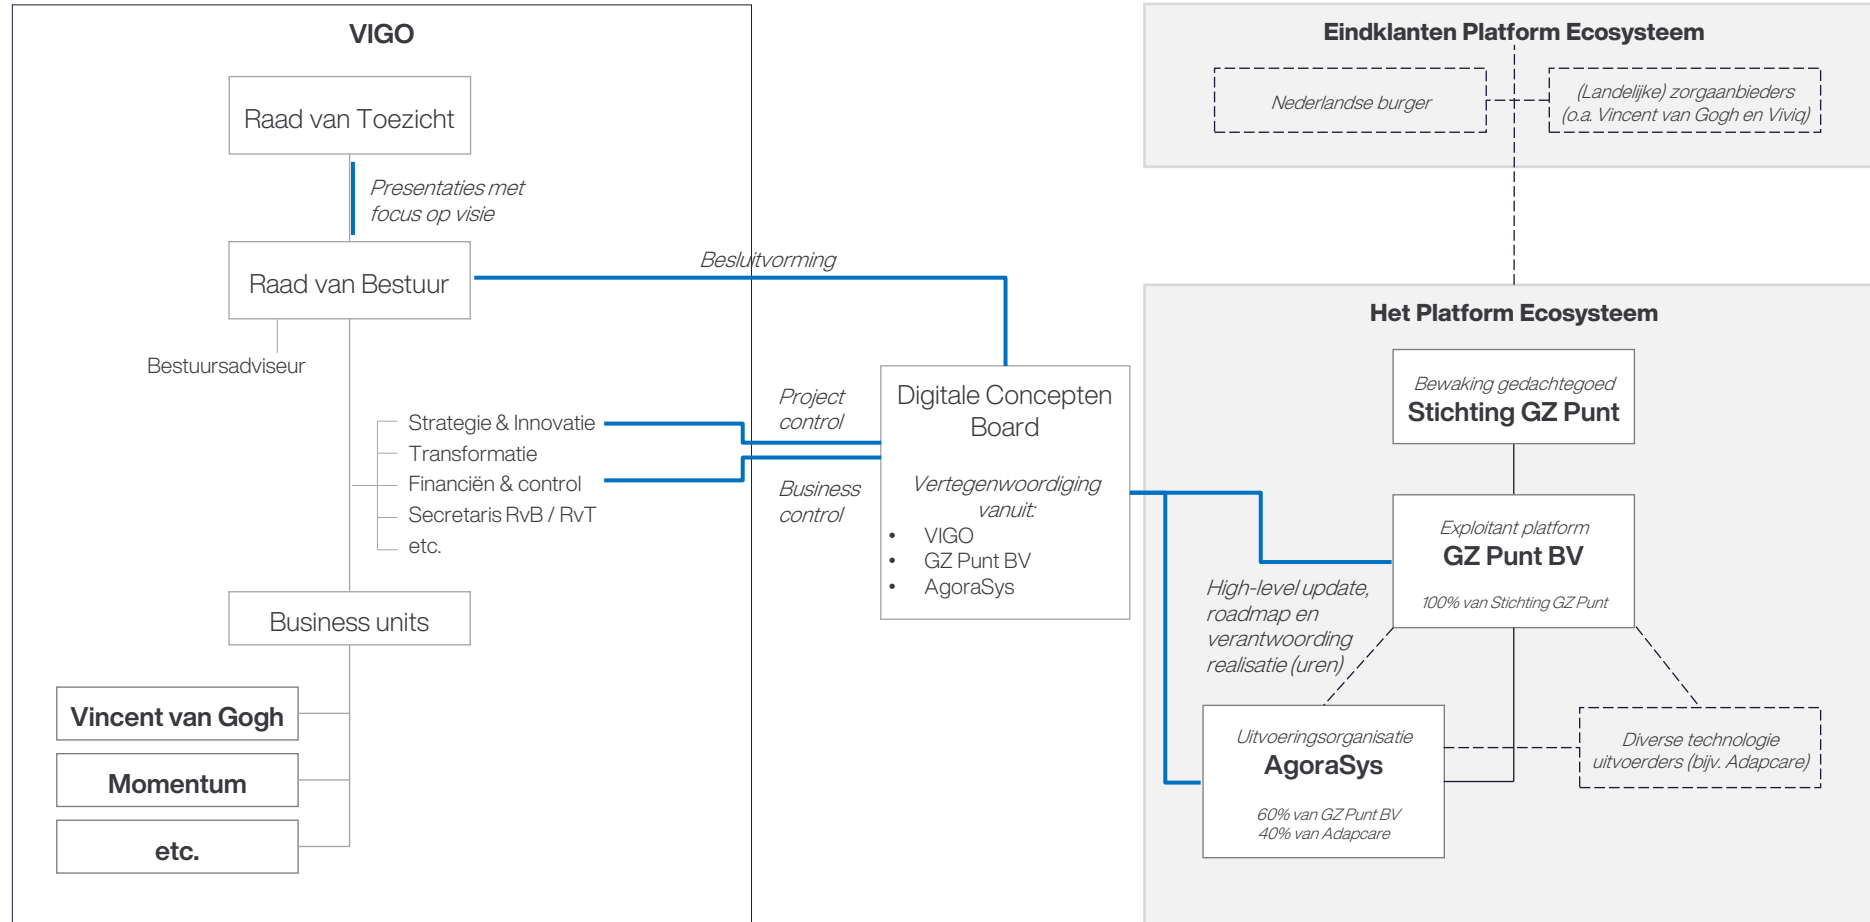 VIGO
Raad van Toezicht
Presentaties met
focus op visie
Raad van Bestuur
Bestuursadviseur
Strategie & Innovatie
Transformatie
Financiën & control
Secretaris RvB / RvT
etc.
Business units
Vincent van Gogh
Momentum
etc.
Besluitvorming
Project
control
Business
control
Digitale Concepten
Board
Vertegenwoordiging
vanuit:
• VIGO
• GZ Punt BV
• AgoraSys
Eindklanten Platform Ecosysteem
Nederlandse burger
(Landelijke) zorgaanbieders
(o.a. Vincent van Gogh en Viviq)
Het Platform Ecosysteem
Bewaking gedachtegoed
Stichting GZ Punt
Exploitant platform
GZ Punt BV
100% van Stichting GZ Punt
High-level update,
roadmap en
verantwoording
realisatie (uren)
Uitvoeringsorganisatie
AgoraSys
60% van GZ Punt BV
40% van Adapcare
Diverse technologie
uitvoerders (bijv. Adapcare)